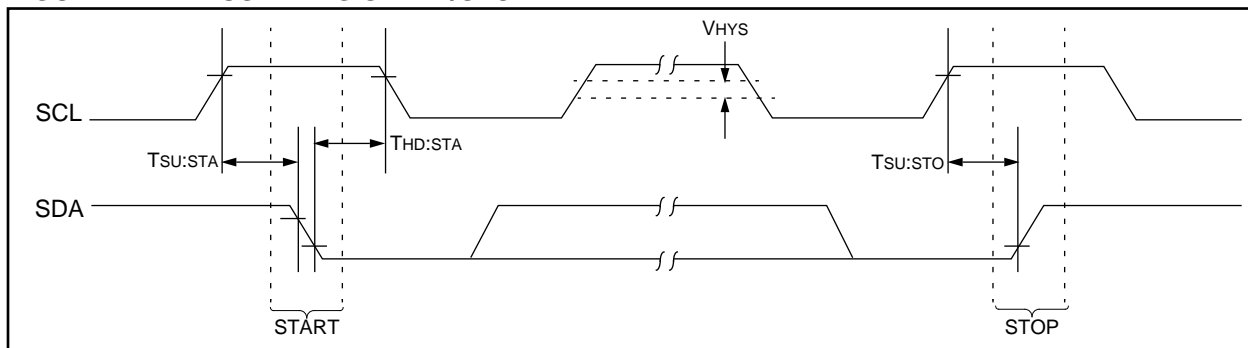 VHYS
SCL
THD:STA
TSU:STA
TSU:STO
SDA
START
STOP